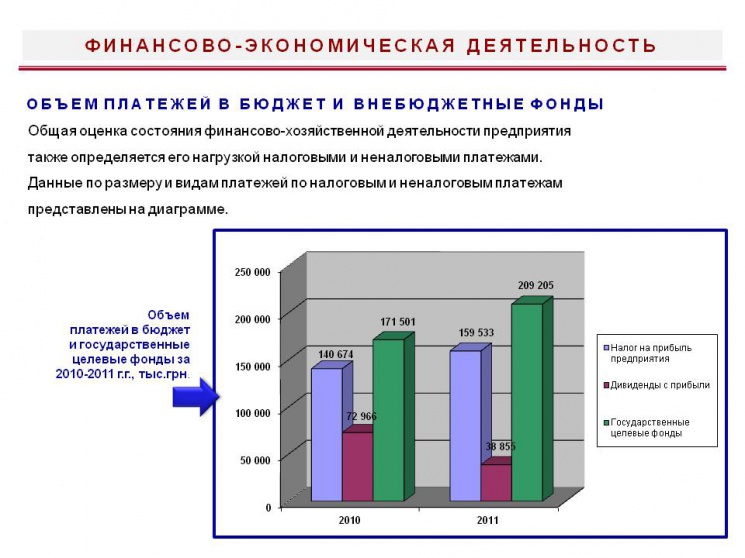 ФИНАНСОВО-ЭКОНОМИЧЕСКАЯ ДЕЯТЕЛЬНОСТЬ
ОБЪЕМ ПЛАТЕЖЕЙ В БЮДЖЕТ И ВНЕБЮДЖЕТНЫЕ ФОНДЫ
Общая оценка состояния финансово-хозяйственной деятельности предприятия
также определяется его нагрузкой налоговыми и неналоговыми платежами.
Данные по размеру и видам платежей по налоговым и неналоговым платежам
представлены на диаграмме.
Объем
платежей в бюджет
и государственные
целевые фонды за
2010-2011 г.г., тыс.грн.
250 000
200 000
150 000
100 000
50 000
0
140 674
72 966
171 501
159 533
38 855
209 205
2010
2011
Налог на прибыль
предприятия
Дивиденды с прибыли
Государственные
целевые фонды